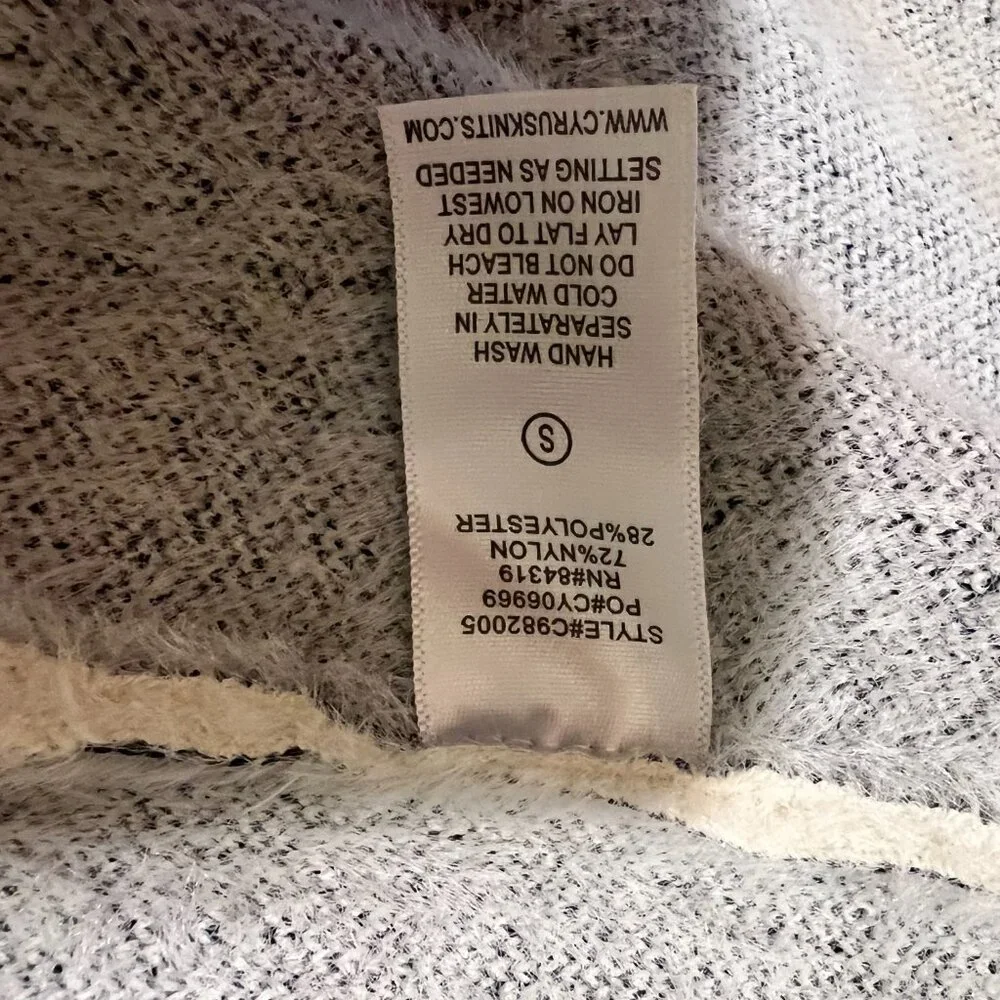 STYLE#C982005
PO#CY06969
RN#84319
72%NYLON
28%POLYESTER
S
HAND WASH
SEPARATELY IN
COLD WATER
DO NOT BLEACH
LAY FLAT TO DRY
IRON ON LOWEST
SETTING AS NEEDED
WWW.CYRUSKNITS.COM